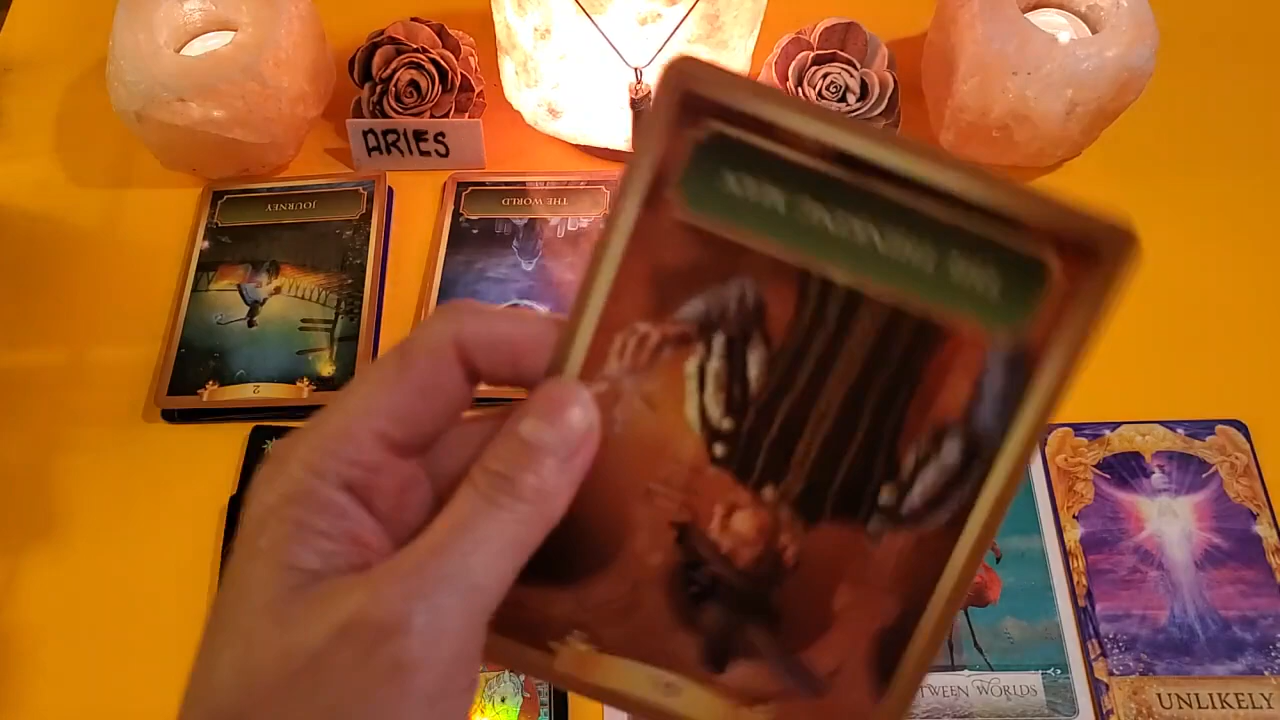 ARIES
JOURNEY
THE WORLD
2
TWEEN WORLDS
UNLIKELY